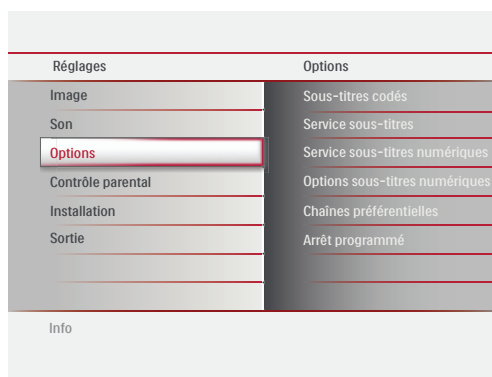 Réglages
Options
Image
Son
Options
Contrôle parental
Installation
Sortie
Sous-titres codés
Service sous-titres
Service sous-titres numériques
Options sous-titres numériques
Chaînes préférentielles
Arrêt programmé
Info